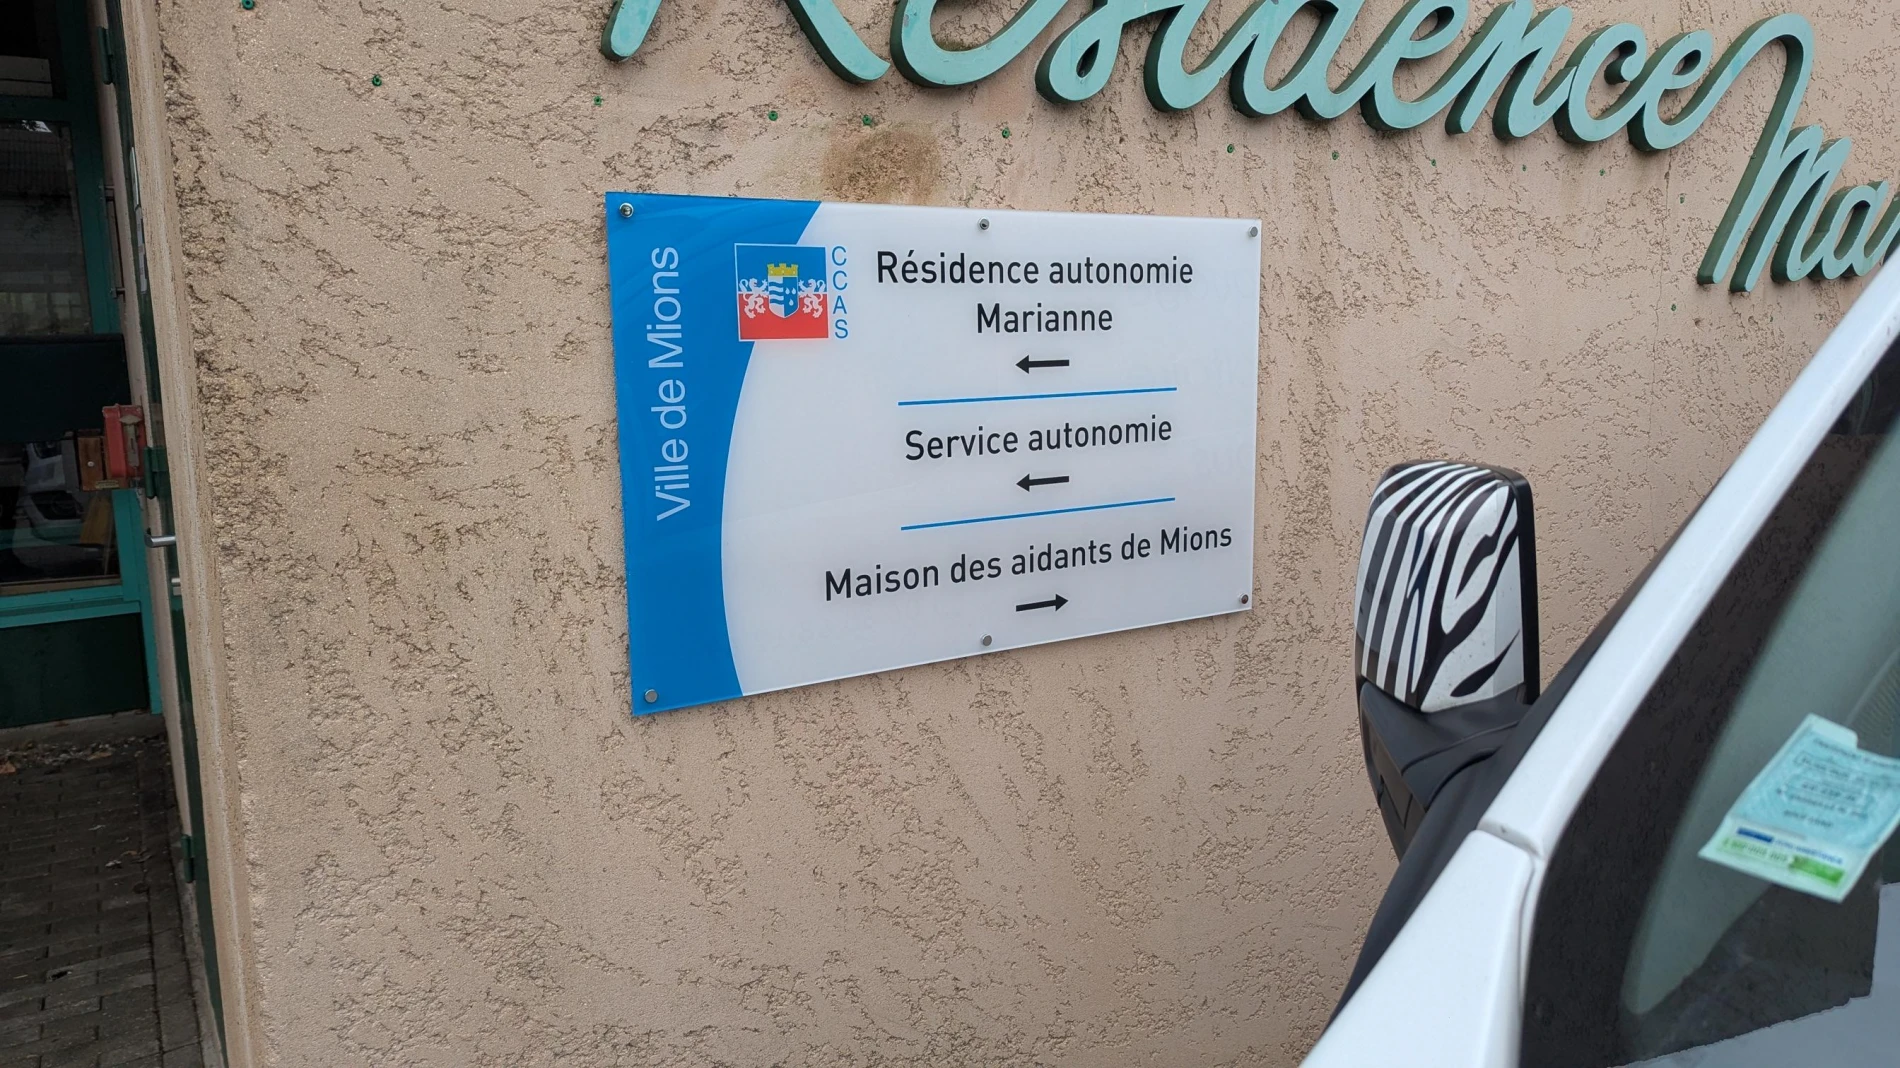 Résidence
Ville de Mions
CCAS
Résidence autonomie
Marianne
Service autonomie
Maison des aidants de Mions